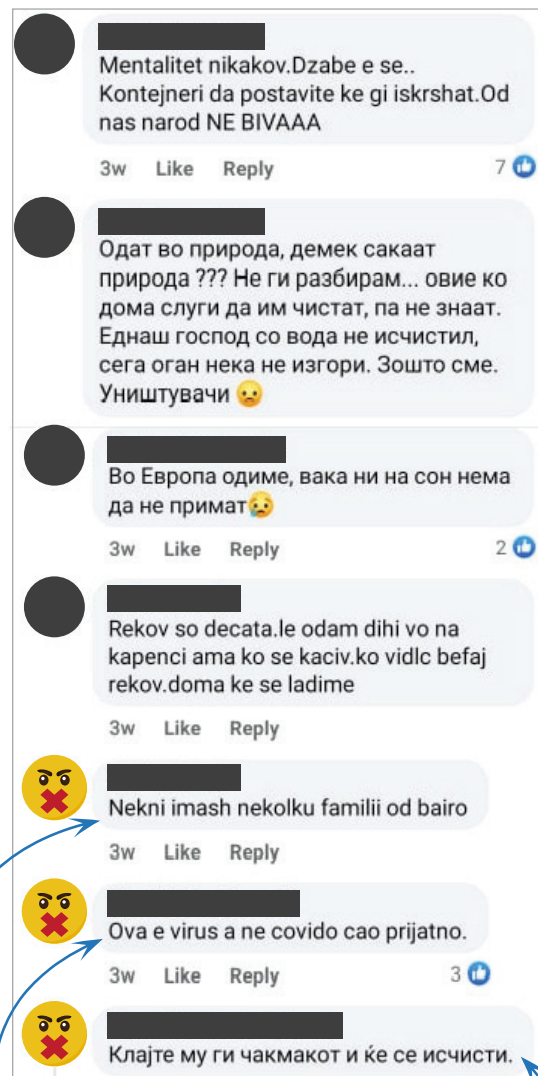 Mentalitet nikakov.Dzabe e se..
Kontejneri da postavite ke gi iskrshat.Od
nas narod NE BIVAAA
3w Like Reply 7
Одат во природа, демек сакаат
природа ??? Не ги разбирам... овие ко
дома слуги да им чистат, па не знаат.
Еднаш господ со вода не исчистил,
сега оган нека не изгори. Зошто сме.
Уништувачи
Во Европа одиме, вака ни на сон нема
да не примат
3w Like Reply 2
Rekov so decata.le odam dihi vo na
kapenci ama ko se kaciv.ko vidlc befaj
rekov.doma ke se ladime
3w Like Reply
Nekni imash nekolku familii od bairo
3w Like Reply
Ova e virus a ne covido cao prijatno.
3w Like Reply 3
Клајте му ги чакмакот и ќе се исчисти.